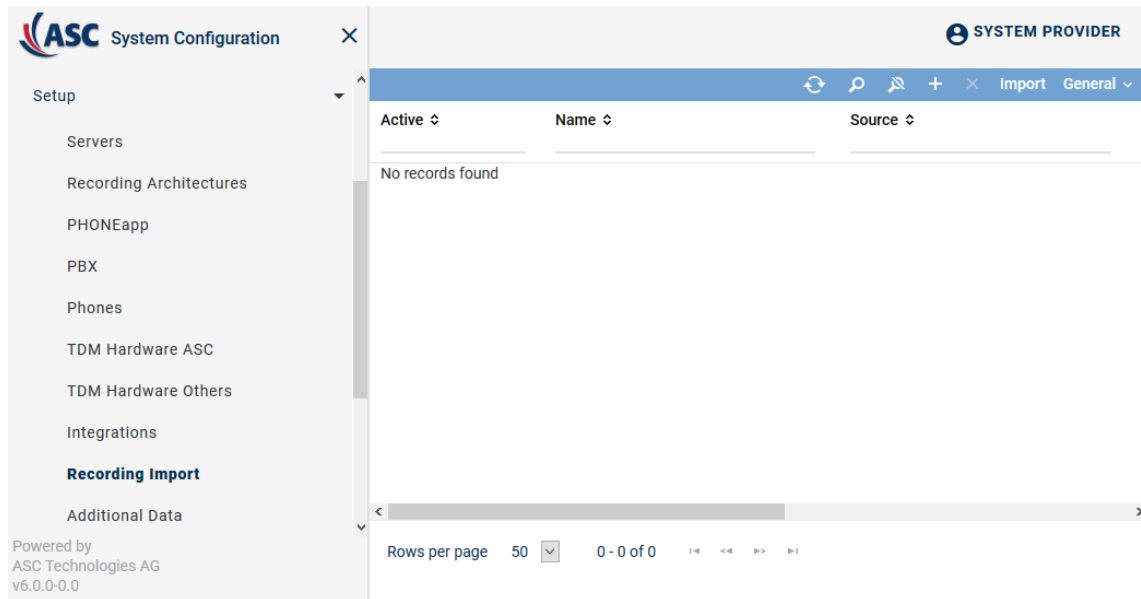 ASC System Configuration
SYSTEM PROVIDER
Setup
Servers
Recording Architectures
PHONEapp
PBX
Phones
TDM Hardware ASC
TDM Hardware Others
Integrations
Recording Import
Additional Data
Powered by
ASC Technologies AG
v6.0.0-0.0
Import General
Active Name Source
No records found
Rows per page 50 0 - 0 of 0